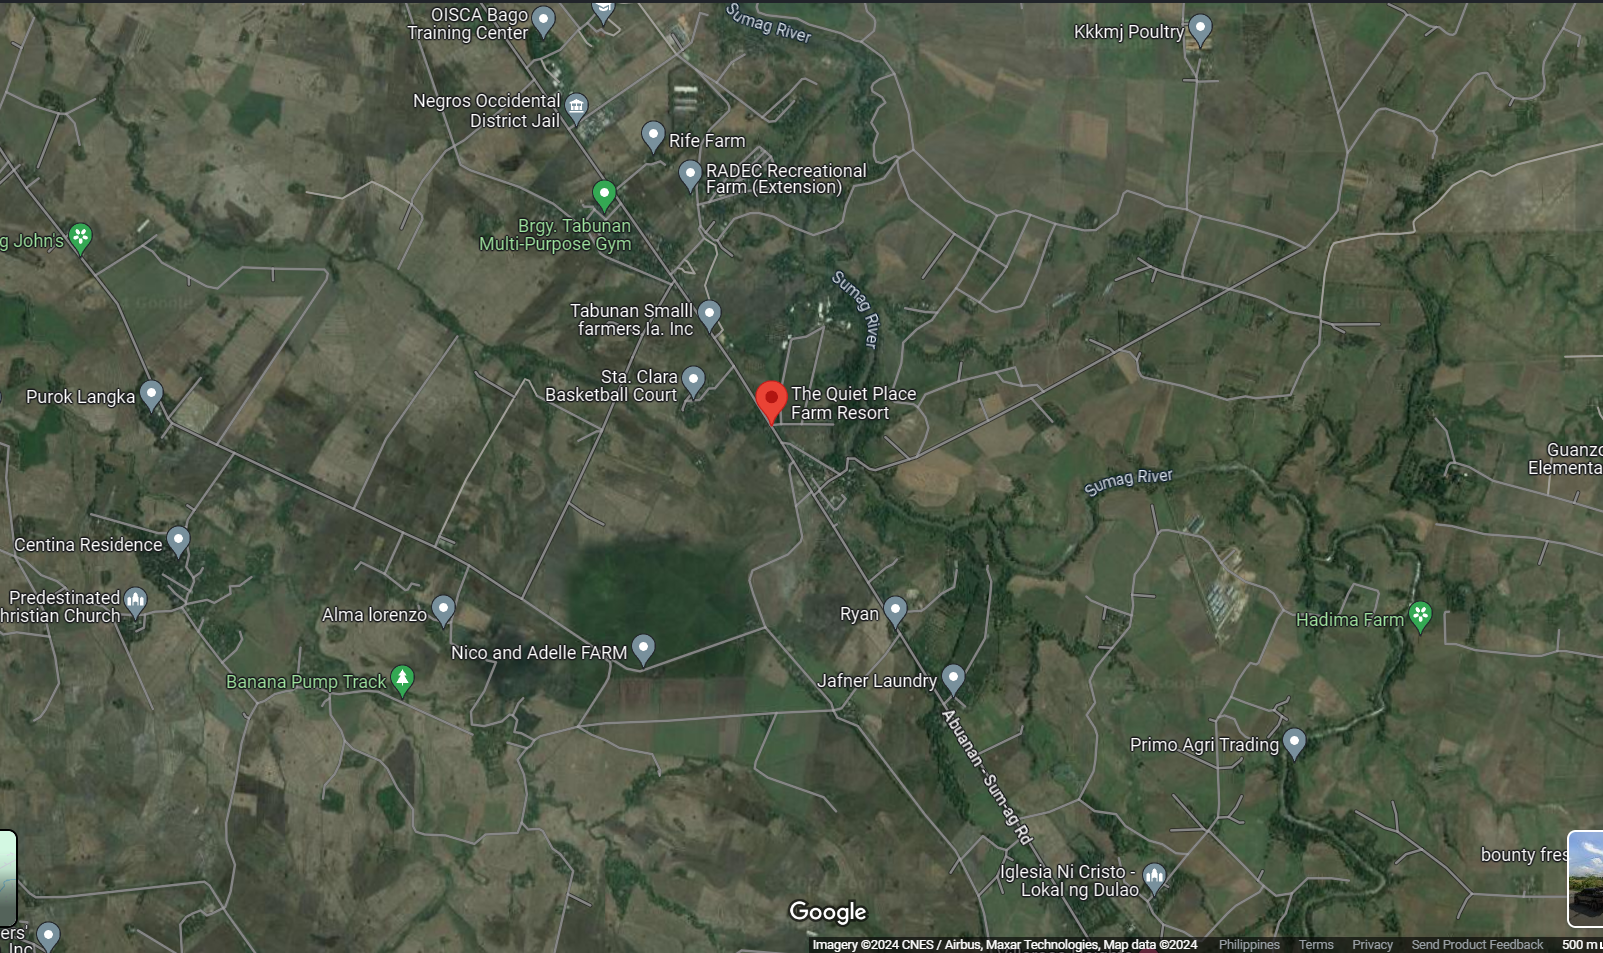 OISCA Bago
Training Center
Sumag River
Kkkmj Poultry
Negros Occidental
District Jail
Rife Farm
RADEC Recreational
Farm (Extension)
Brgy. Tabunan
Multi-Purpose Gym
g John's
Sumag River
Tabunan Smalll
farmers Ia. Inc
Sta. Clara
Basketball Court
The Quiet Place
Farm Resort
Purok Langka
Guanzo
Elementa
Sumag River
Centina Residence
Predestinated
hristian Church
Alma lorenzo
Ryan
Hadima Farm
Nico and Adelle FARM
Banana Pump Track
Jafner Laundry
Abuanan - Sum-ag Rd
Primo Agri Trading
bounty fres
Iglesia Ni Cristo -
Lokal ng Dulao
Google
ers'
Inc
Imagery ©2024 CNES / Airbus, Maxar Technologies, Map data ©2024 Philippines Terms Privacy Send Product Feedback 500 m